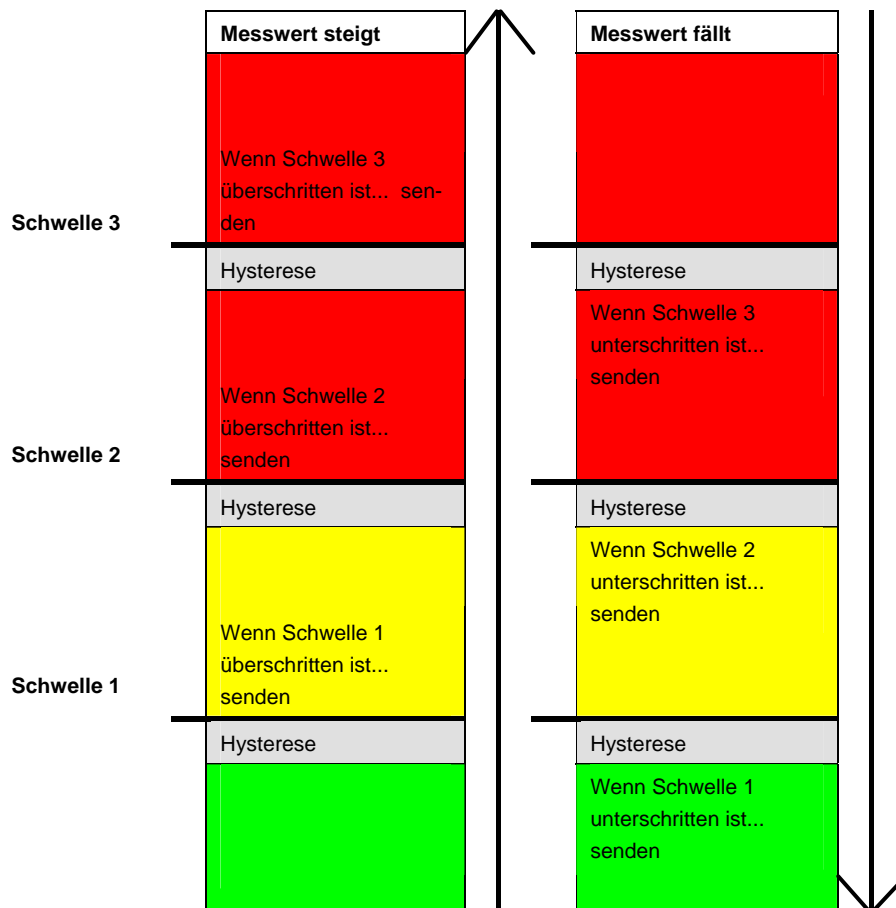 Messwert steigt
Messwert fällt
Wenn Schwelle 3
überschritten ist... sen-
den
Schwelle 3
Hysterese
Hysterese
Wenn Schwelle 3
unterschritten ist...
senden
Wenn Schwelle 2
überschritten ist...
senden
Schwelle 2
Hysterese
Hysterese
Wenn Schwelle 2
unterschritten ist...
senden
Wenn Schwelle 1
überschritten ist...
senden
Schwelle 1
Hysterese
Hysterese
Wenn Schwelle 1
unterschritten ist...
senden